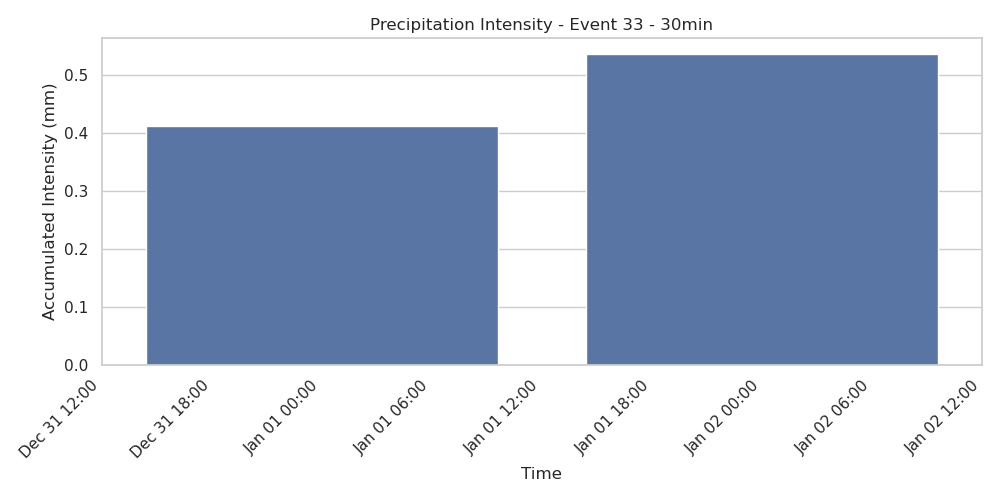 Precipitation Intensity - Event 33 - 30min
Accumulated Intensity (mm)
0.5
0.4
0.3
0.2
0.1
0.0
Dec 31 12:00
Dec 31 18:00
Jan 01 00:00
Jan 01 06:00
Jan 01 12:00
Jan 01 18:00
Jan 02 00:00
Jan 02 06:00
Jan 02 12:00
Time